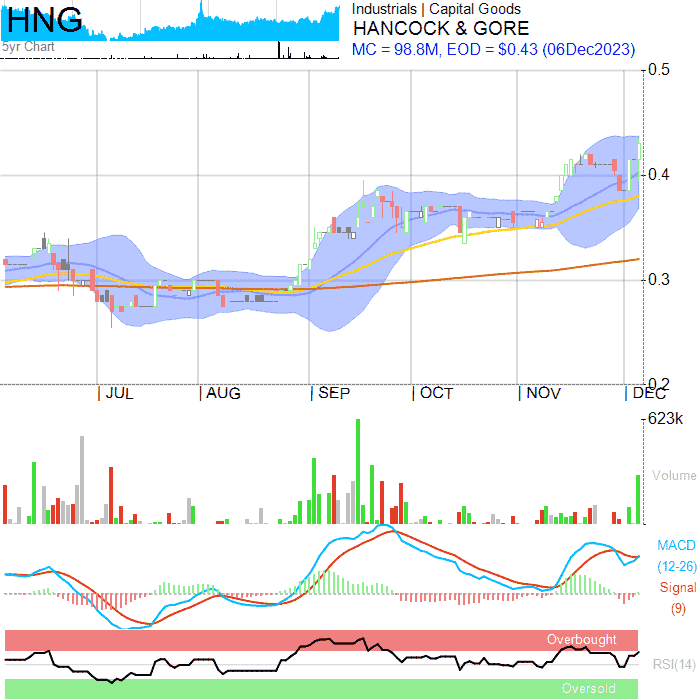 HNG
5yr Chart
Industrials | Capital Goods
HANCOCK & GORE
MC = 98.8M, EOD = $0.43 (06Dec2023)
0.5
0.4
0.3
0.2
JUL AUG SEP OCT NOV DEC
623k
Volume
MACD
(12-26)
Signal
(9)
Overbought
RSI(14)
Oversold